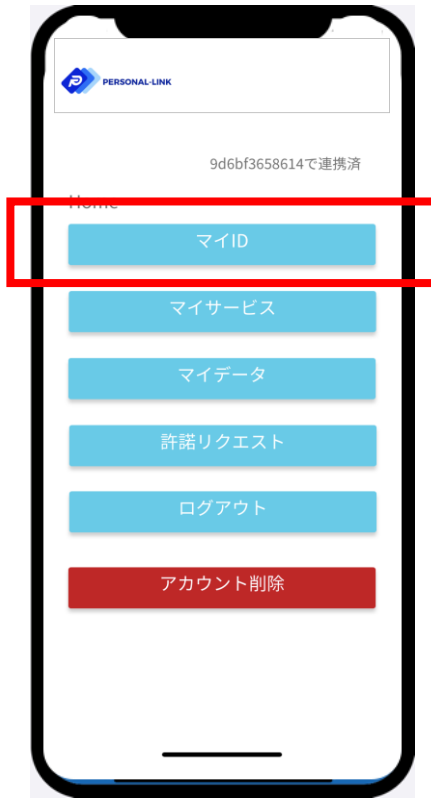 PERSONAL-LINK
9d6bf3658614で連携済
Home
マイID
マイサービス
マイデータ
許諾リクエスト
ログアウト
アカウント削除